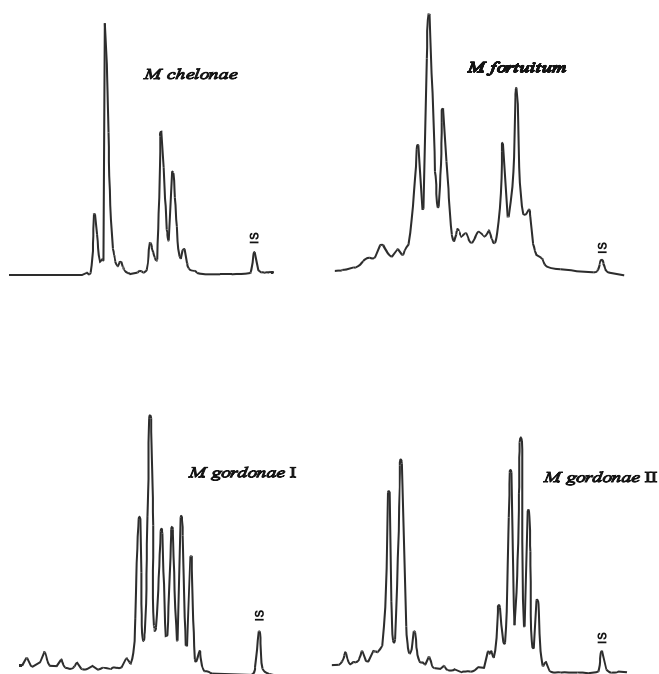 M chelonae
IS
M fortuitum
IS
M gordonae I
IS
M gordonae II
IS